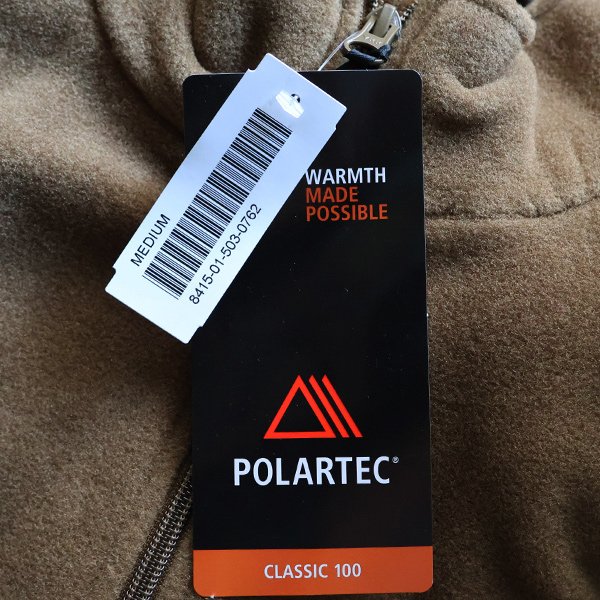 MEDIUM
8415-01-503-0762
WARMTH
MADE
POSSIBLE
POLARTEC®
CLASSIC 100